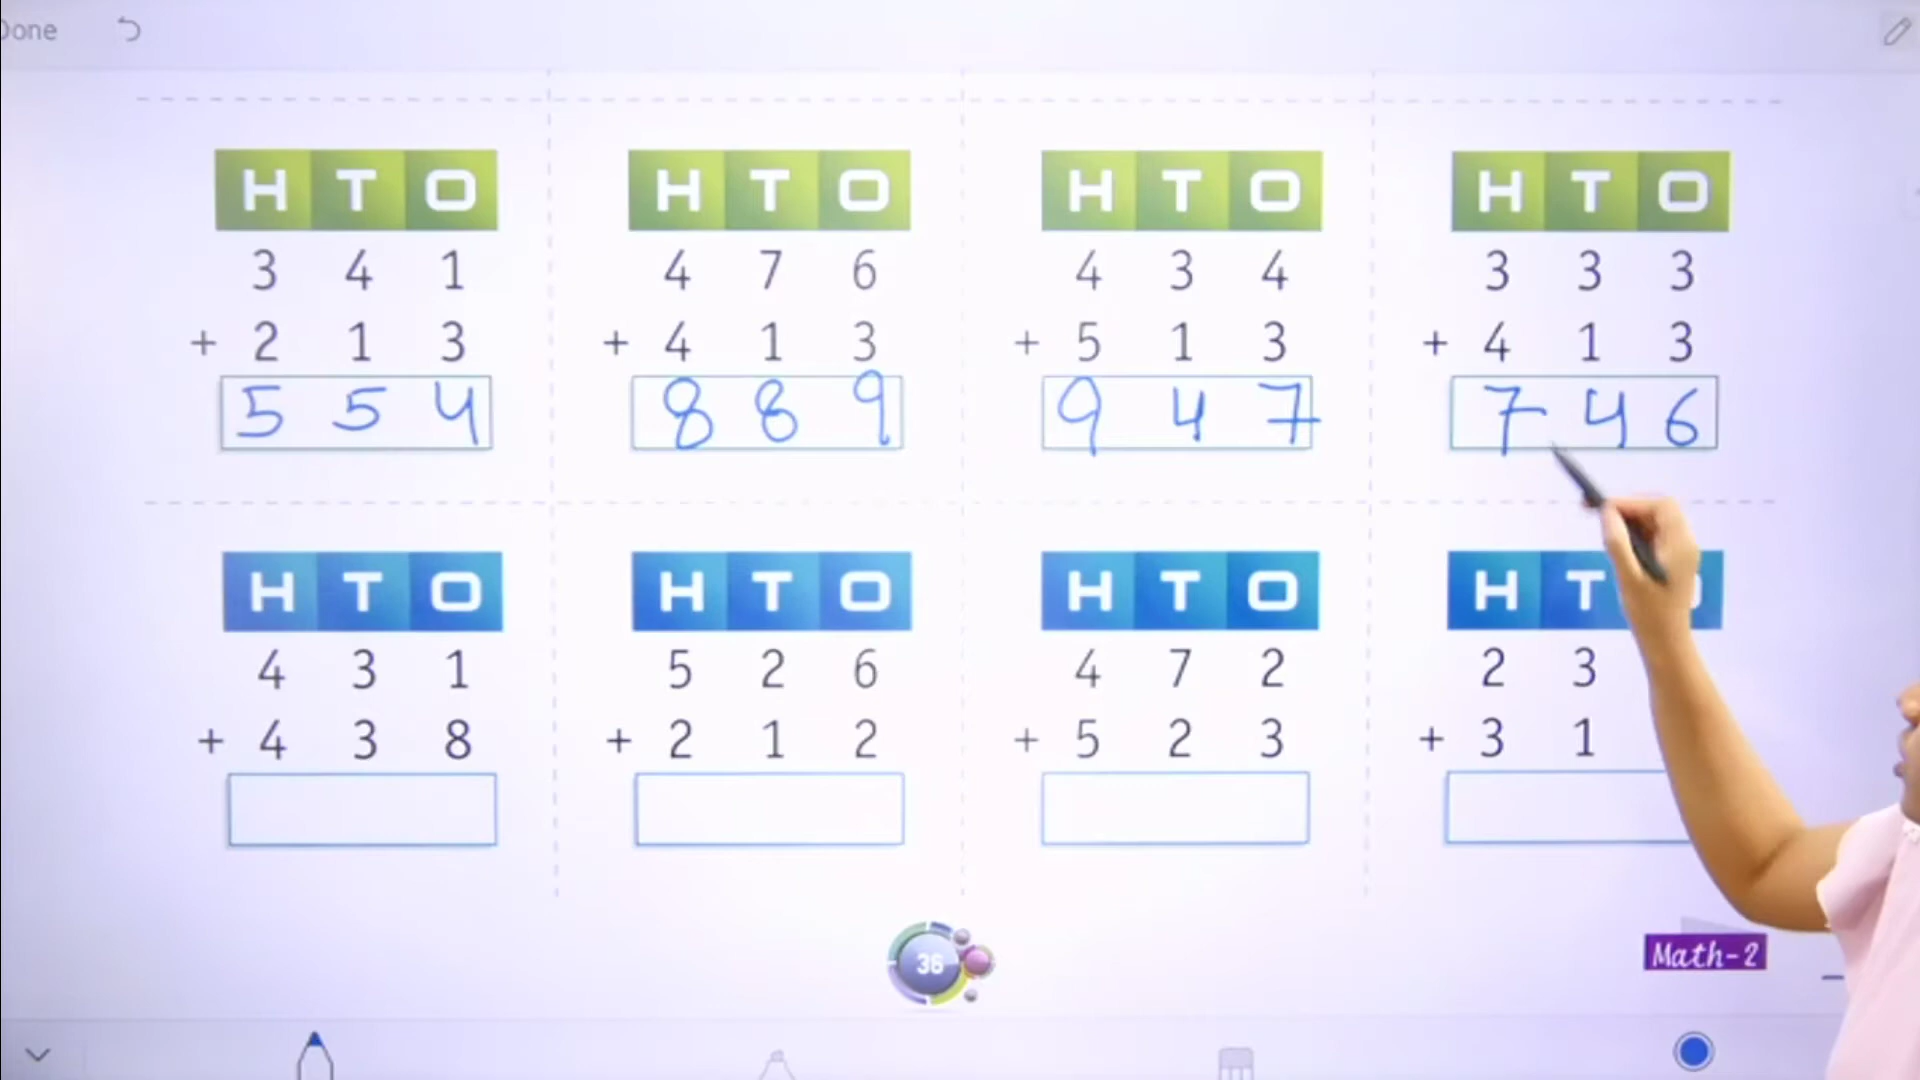 Done
H T O H T O H T O H T O
3 4 1 4 7 6 4 3 4 3 3 3
+ 2 1 3 + 4 1 3 + 5 1 3 + 4 1 3
5 5 4 8 8 9 9 4 7 7 4 6
H T O H T O H T O H T
4 3 1 5 2 6 4 7 2 2 3
+ 4 3 8 + 2 1 2 + 5 2 3 + 3 1
36
Math-2